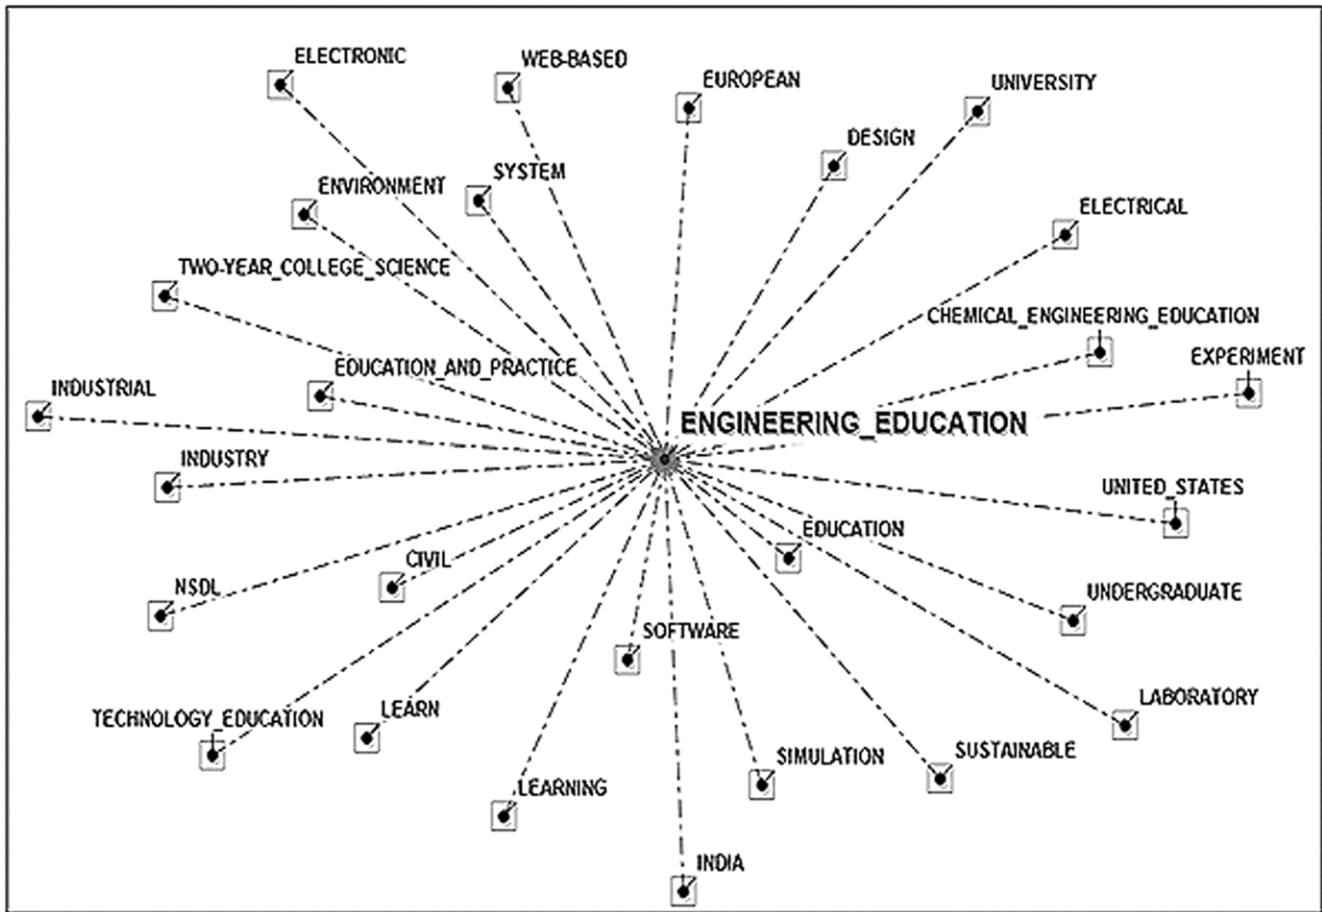 ELECTRONIC
WEB-BASED
EUROPEAN
UNIVERSITY
DESIGN
SYSTEM
ENVIRONMENT
ELECTRICAL
TWO-YEAR_COLLEGE_SCIENCE
CHEMICAL_ENGINEERING_EDUCATION
EXPERIMENT
EDUCATION_AND_PRACTICE
INDUSTRIAL
ENGINEERING_EDUCATION
INDUSTRY
UNITED_STATES
EDUCATION
CIVIL
NSDL
UNDERGRADUATE
SOFTWARE
LABORATORY
LEARN
TECHNOLOGY_EDUCATION
SUSTAINABLE
SIMULATION
LEARNING
INDIA